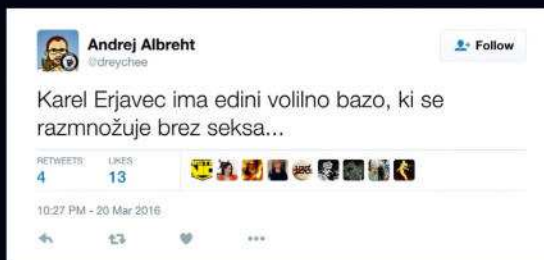 Andrej Albreht
@dreychee
Follow
Karel Erjavec ima edini volilno bazo, ki se
razmnožuje brez seksa...
RETWEETS LIKES
4 13
10:27 PM - 20 Mar 2016